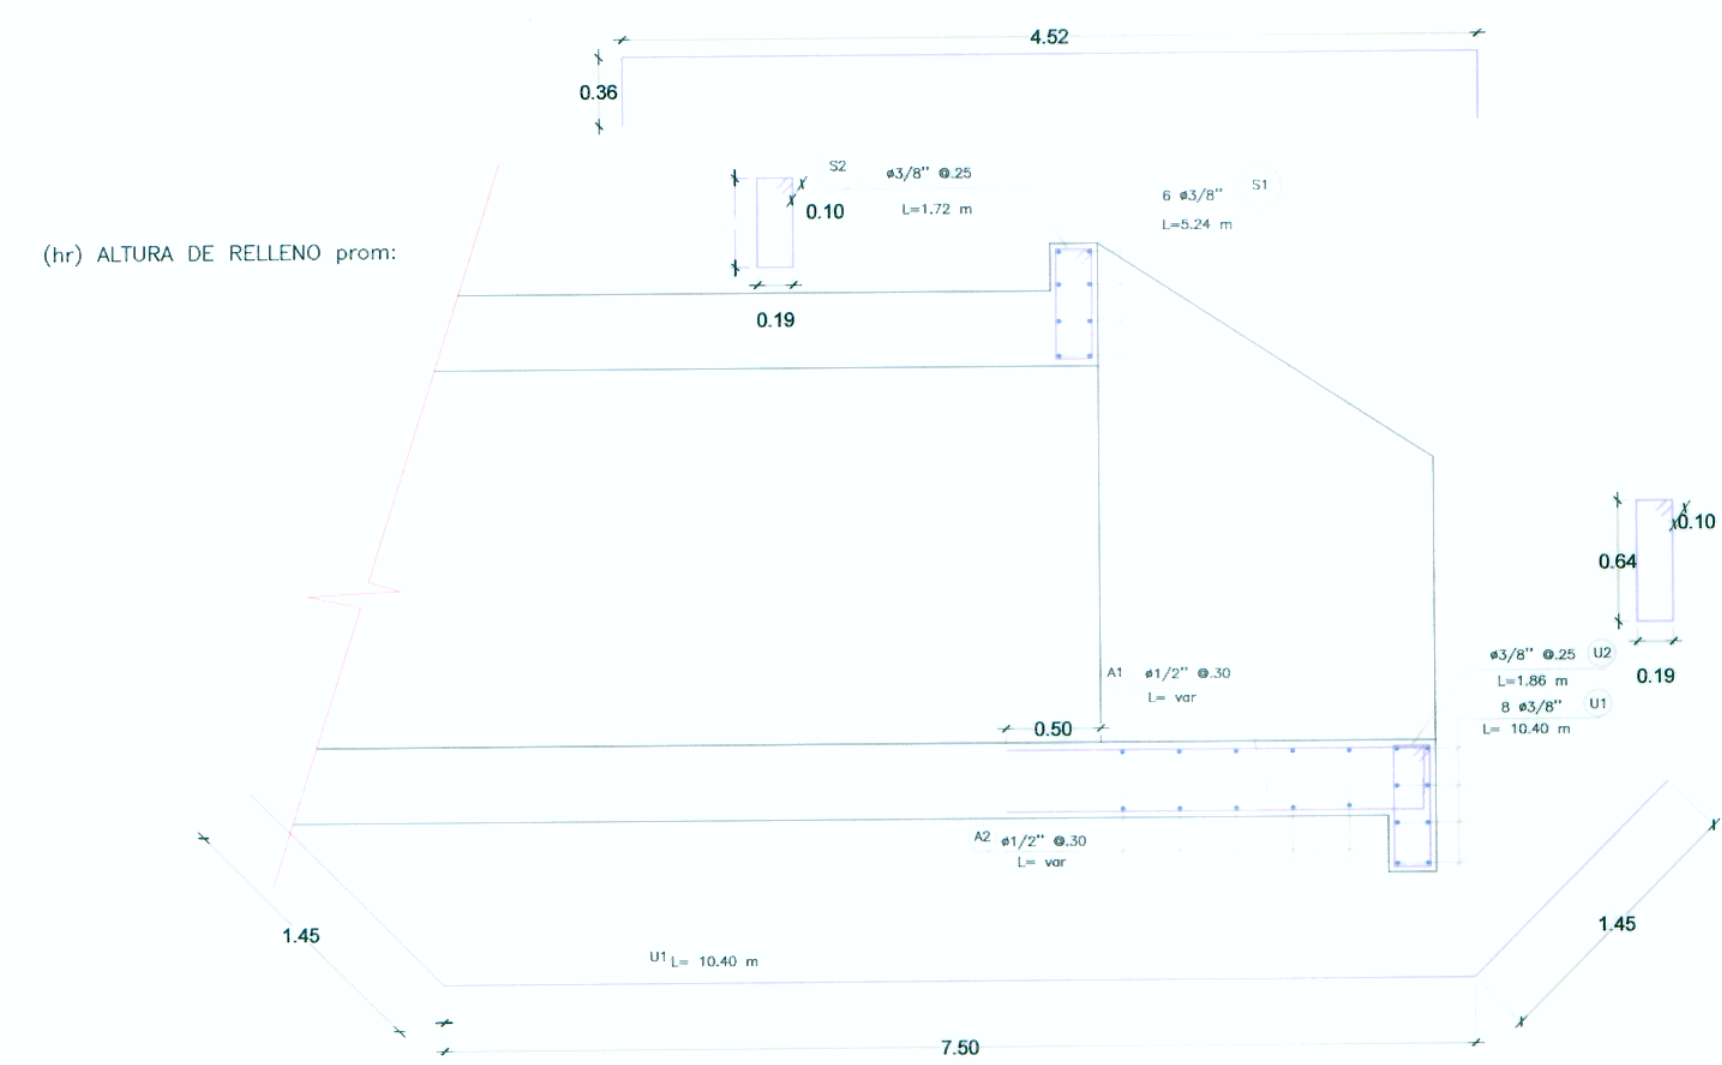 4.52
0.36
S2 ø3/8" @.25
0.10
L=1.72 m
6 ø3/8" S1
L=5.24 m
(hr) ALTURA DE RELLENO prom:
0.19
0.10
0.64
ø3/8" @.25 U2
L=1.86 m
0.19
8 ø3/8" U1
L= 10.40 m
A1 ø1/2" @.30
L= var
0.50
A2 ø1/2" @.30
L= var
1.45
1.45
U1 L= 10.40 m
7.50